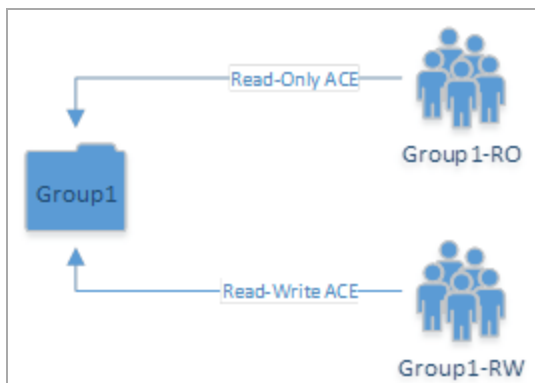 Read-Only ACE
Group1-RO
Group1
Read-Write ACE
Group1-RW